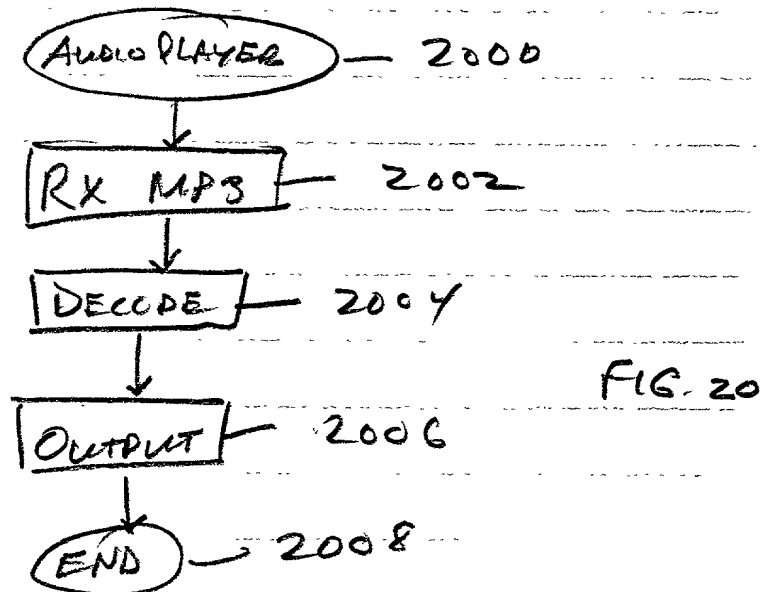 AUDIO PLAYER — 2000
RX MP3 — 2002
DECODE — 2004
FIG. 20
OUTPUT — 2006
END — 2008